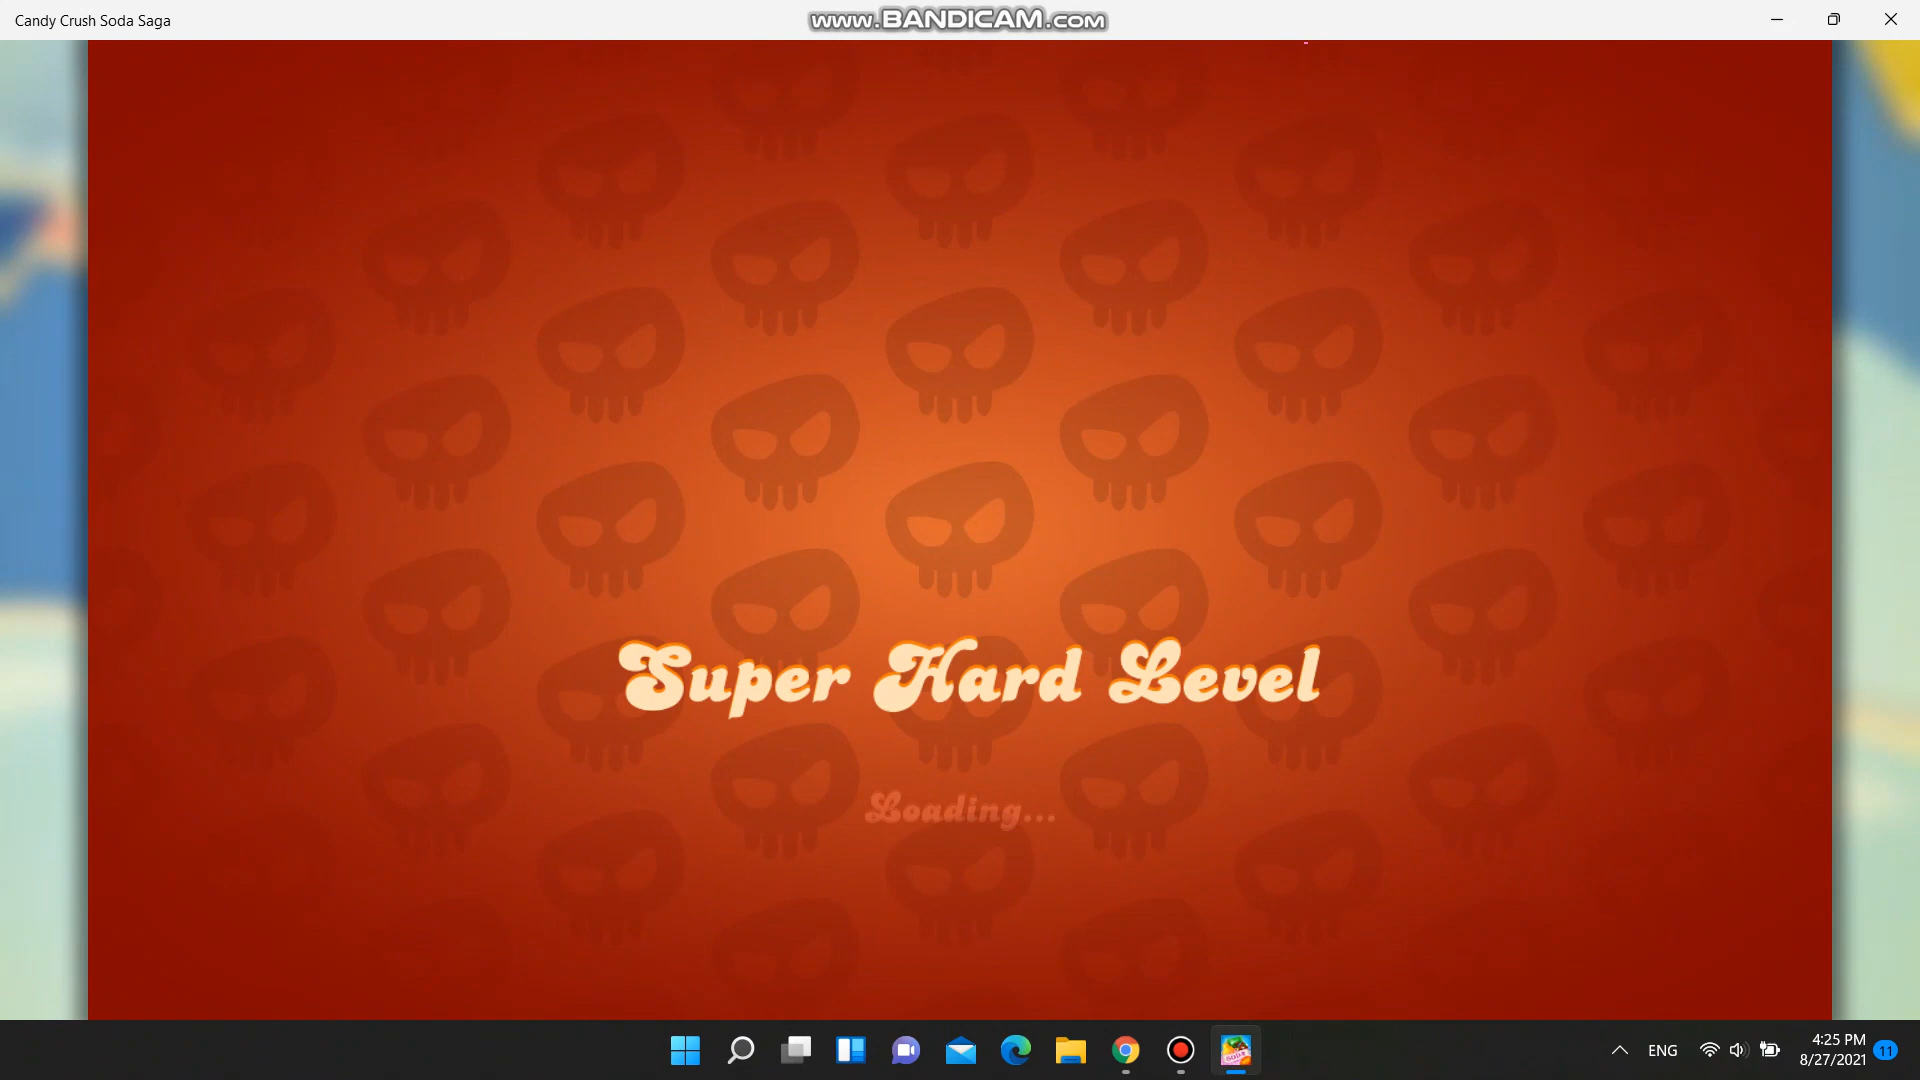 Candy Crush Soda Saga
www.BANDICAM.com
Super Hard Level
Loading...
SODA
ENG
4:25 PM
8/27/2021
11